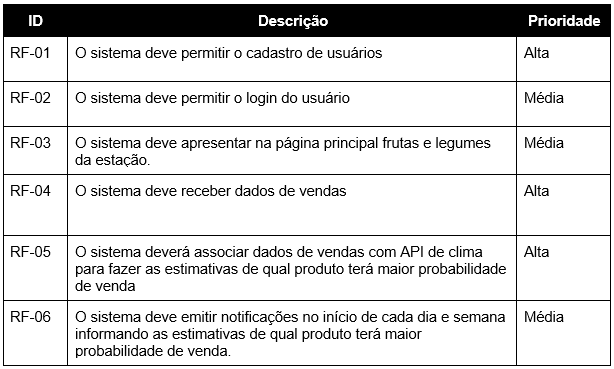 ID Descrição Prioridade
RF-01 O sistema deve permitir o cadastro de usuários Alta
RF-02 O sistema deve permitir o login do usuário Média
RF-03 O sistema deve apresentar na página principal frutas e legumes Média
da estação.
RF-04 O sistema deve receber dados de vendas Alta
RF-05 O sistema deverá associar dados de vendas com API de clima Alta
para fazer as estimativas de qual produto terá maior probabilidade
de venda
RF-06 O sistema deve emitir notificações no início de cada dia e semana Média
informando as estimativas de qual produto terá maior
probabilidade de venda.